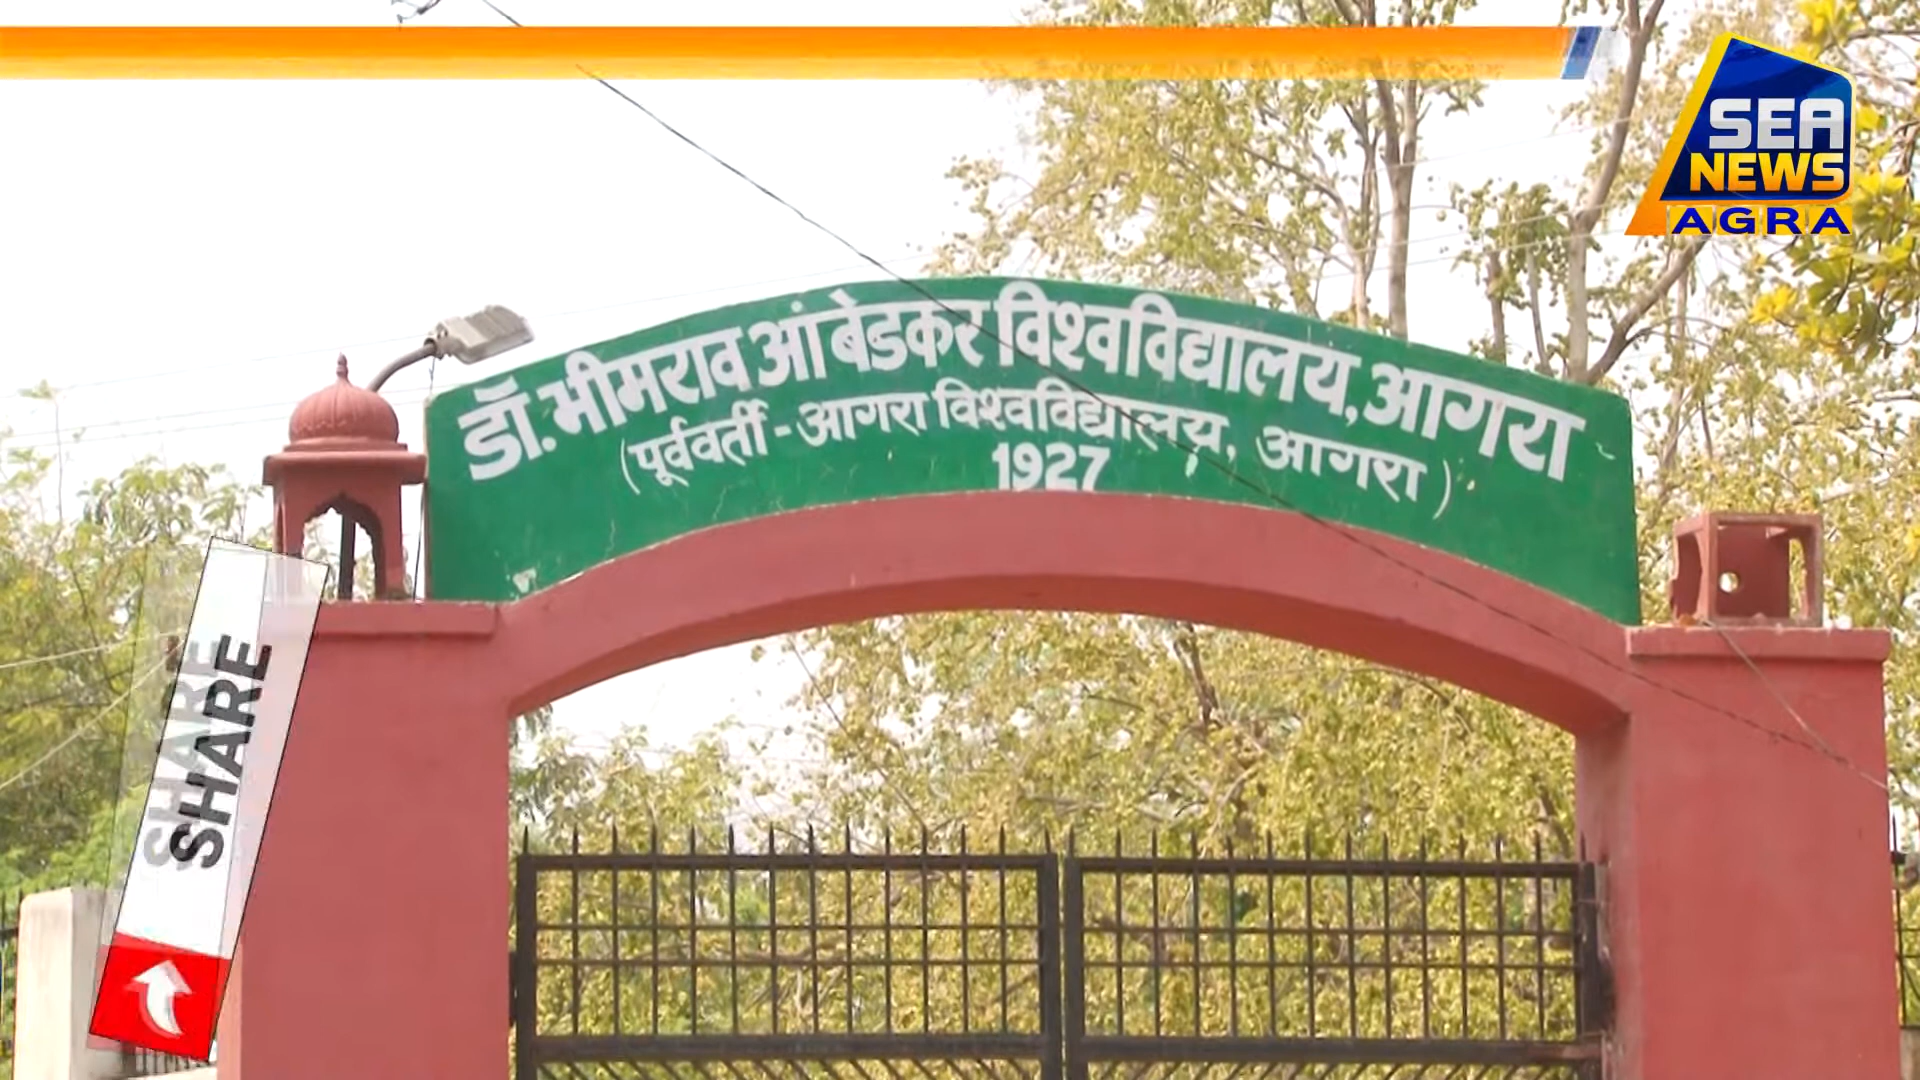 SEA
NEWS
AGRA
डॉ. भीमराव आंबेडकर विश्वविद्यालय, आगरा
(पूर्ववर्ती - आगरा विश्वविद्यालय, आगरा)
1927
SHARE
SHARE